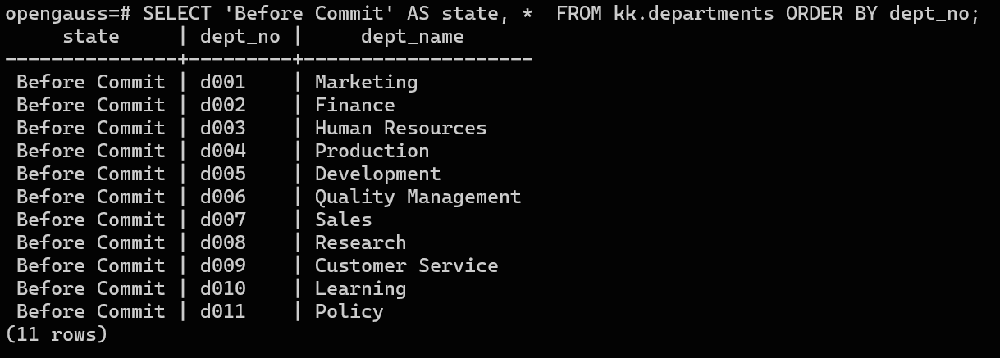 opengauss=# SELECT 'Before Commit' AS state, *  FROM kk.departments ORDER BY dept_no;
     state     | dept_no |     dept_name
---------------+---------+--------------------
 Before Commit | d001    | Marketing
 Before Commit | d002    | Finance
 Before Commit | d003    | Human Resources
 Before Commit | d004    | Production
 Before Commit | d005    | Development
 Before Commit | d006    | Quality Management
 Before Commit | d007    | Sales
 Before Commit | d008    | Research
 Before Commit | d009    | Customer Service
 Before Commit | d010    | Learning
 Before Commit | d011    | Policy
(11 rows)